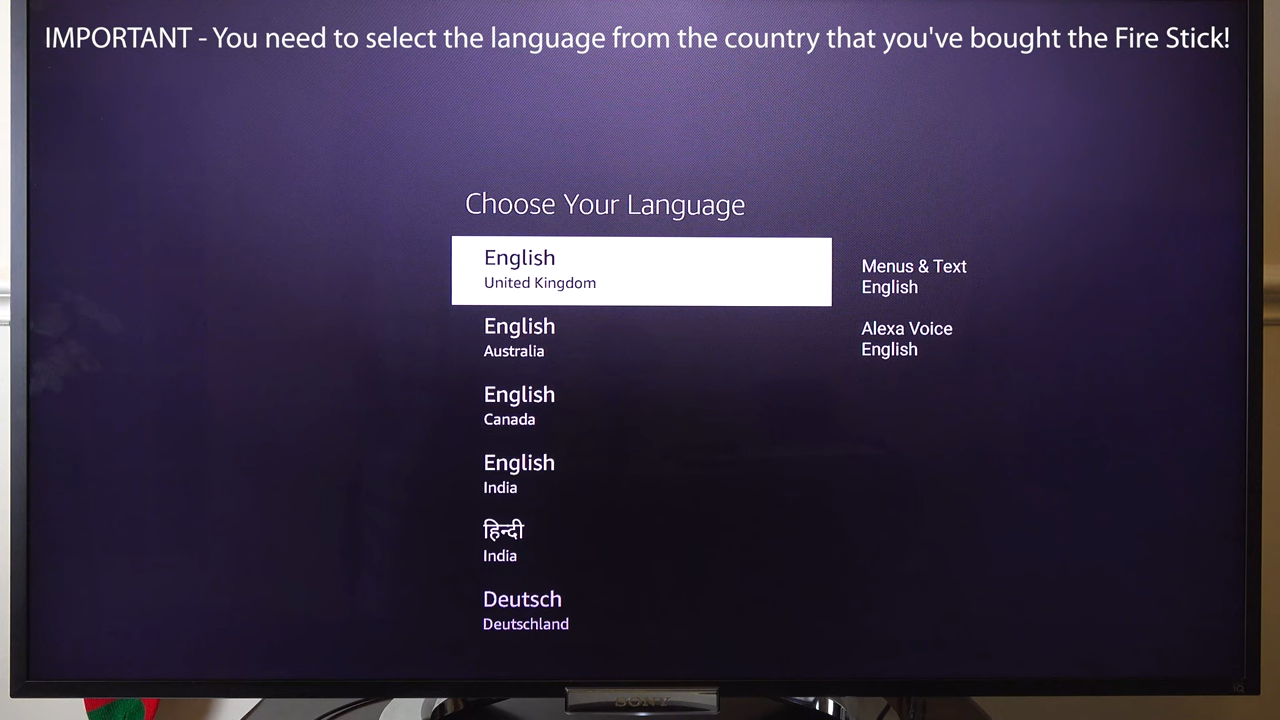 IMPORTANT - You need to select the language from the country that you've bought the Fire Stick!
Choose Your Language
English
United Kingdom
Menus & Text
English
Alexa Voice
English
English
Australia
English
Canada
English
India
हिन्दी
India
Deutsch
Deutschland
SONY